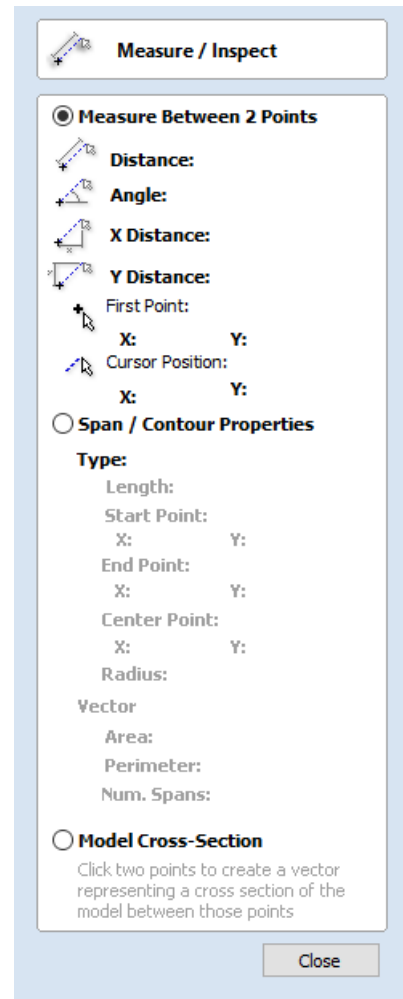 Measure / Inspect
Measure Between 2 Points
Distance:
Angle:
X Distance:
Y Distance:
First Point:
X: Y:
Cursor Position:
X: Y:
Span / Contour Properties
Type:
Length:
Start Point:
X: Y:
End Point:
X: Y:
Center Point:
X: Y:
Radius:
Vector
Area:
Perimeter:
Num. Spans:
Model Cross-Section
Click two points to create a vector
representing a cross section of the
model between those points
Close